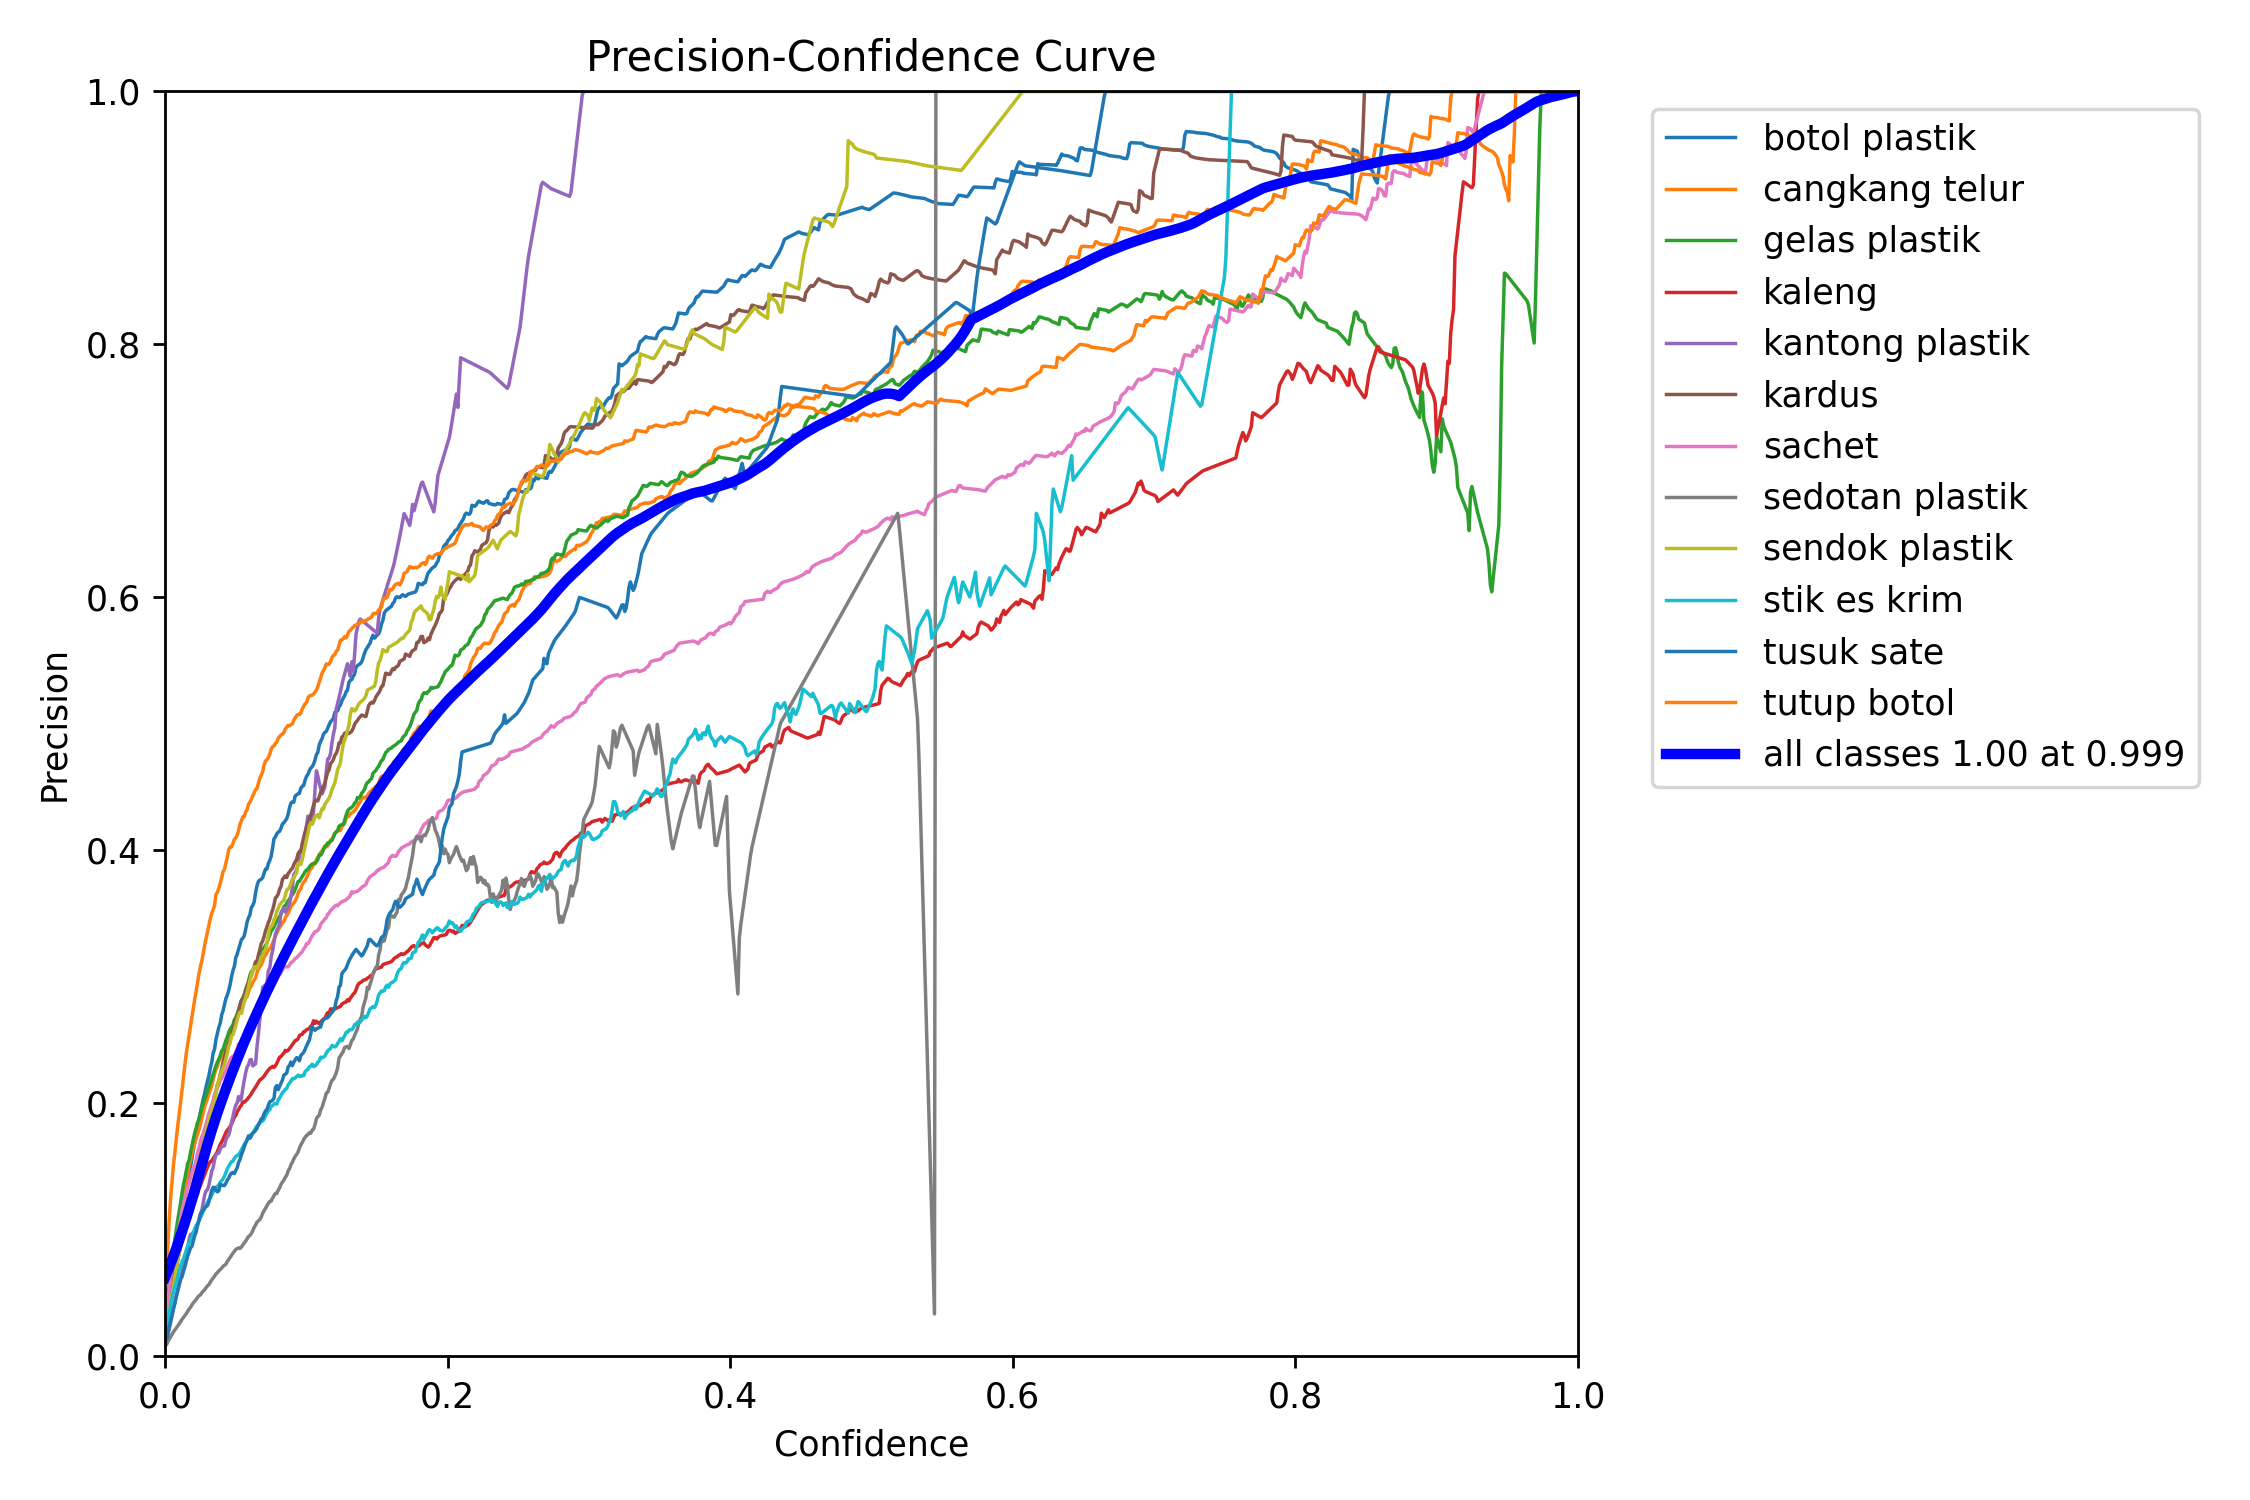 Precision-Confidence Curve
1.0
0.8
0.6
0.4
0.2
0.0
Precision
0.0 0.2 0.4 0.6 0.8 1.0
Confidence
botol plastik
cangkang telur
gelas plastik
kaleng
kantong plastik
kardus
sachet
sedotan plastik
sendok plastik
stik es krim
tusuk sate
tutup botol
all classes 1.00 at 0.999